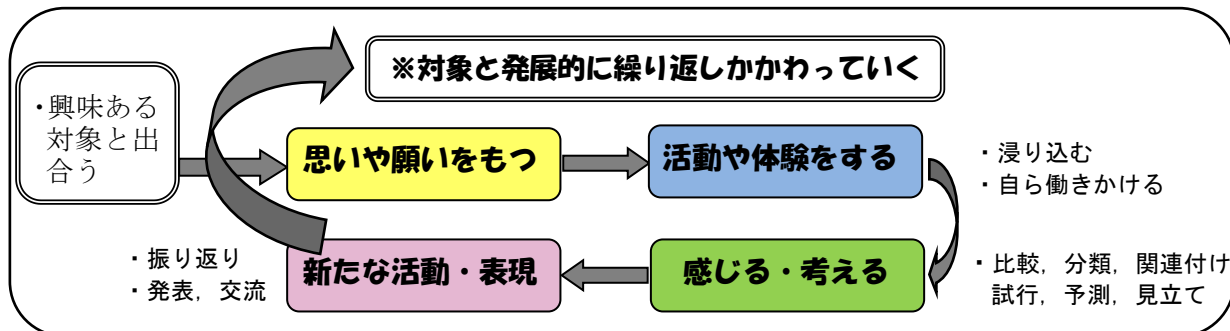 ※対象と発展的に繰り返しかかわっていく
・興味ある
対象と出
合う
思いや願いをもつ
活動や体験をする
・浸り込む
・自ら働きかける
・振り返り
・発表，交流
新たな活動・表現
感じる・考える
・比較，分類，関連付け
試行，予測，見立て